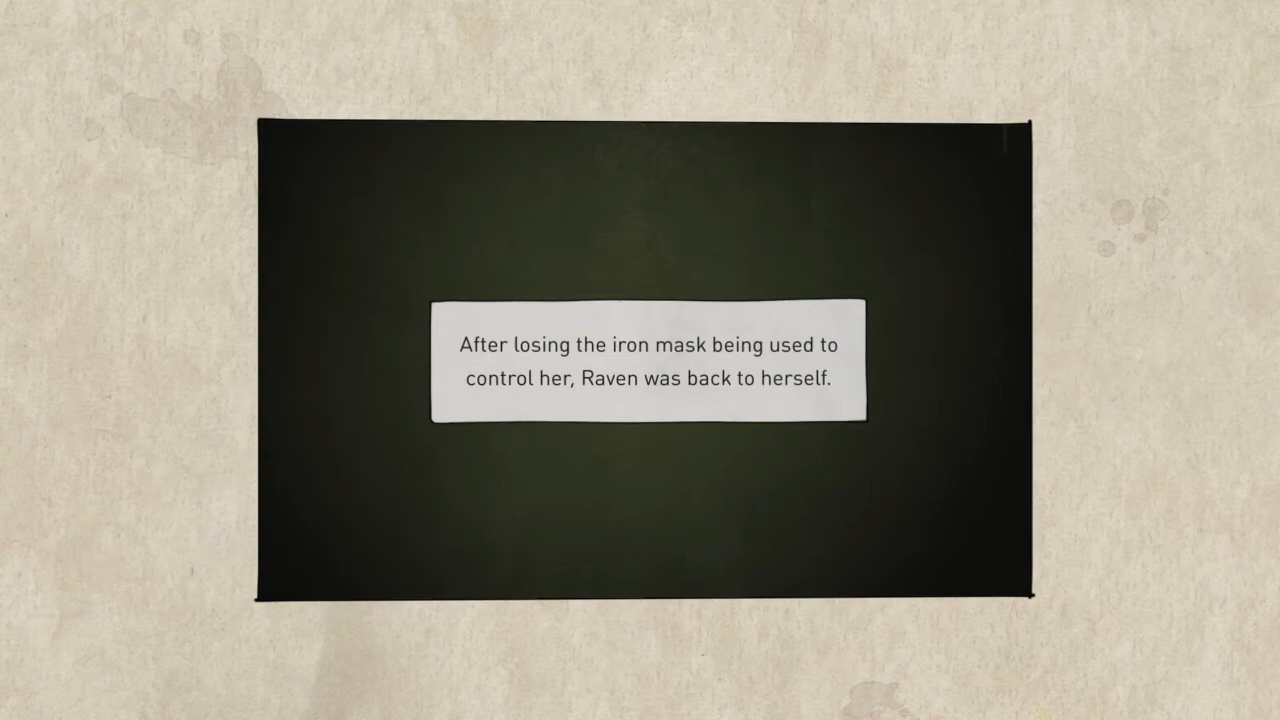 After losing the iron mask being used to
control her, Raven was back to herself.